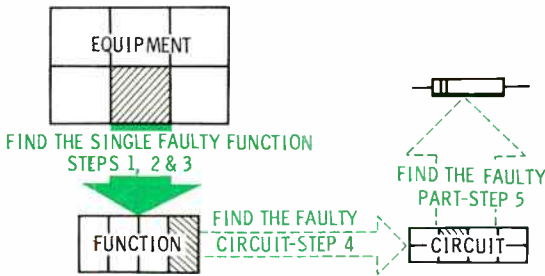 EQUIPMENT
FIND THE SINGLE FAULTY FUNCTION
STEPS 1, 2 & 3
FUNCTION
FIND THE FAULTY
CIRCUIT-STEP 4
FIND THE FAULTY
PART-STEP 5
CIRCUIT